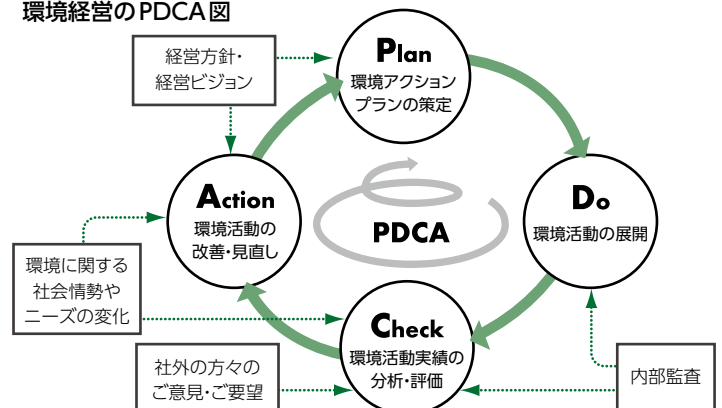 環境経営のPDCA図
経営方針・
経営ビジョン
Plan
環境アクション
プランの策定
Action
環境活動の
改善・見直し
PDCA
Do
環境活動の展開
環境に関する
社会情勢や
ニーズの変化
Check
環境活動実績の
分析・評価
社外の方々の
ご意見・ご要望
内部監査